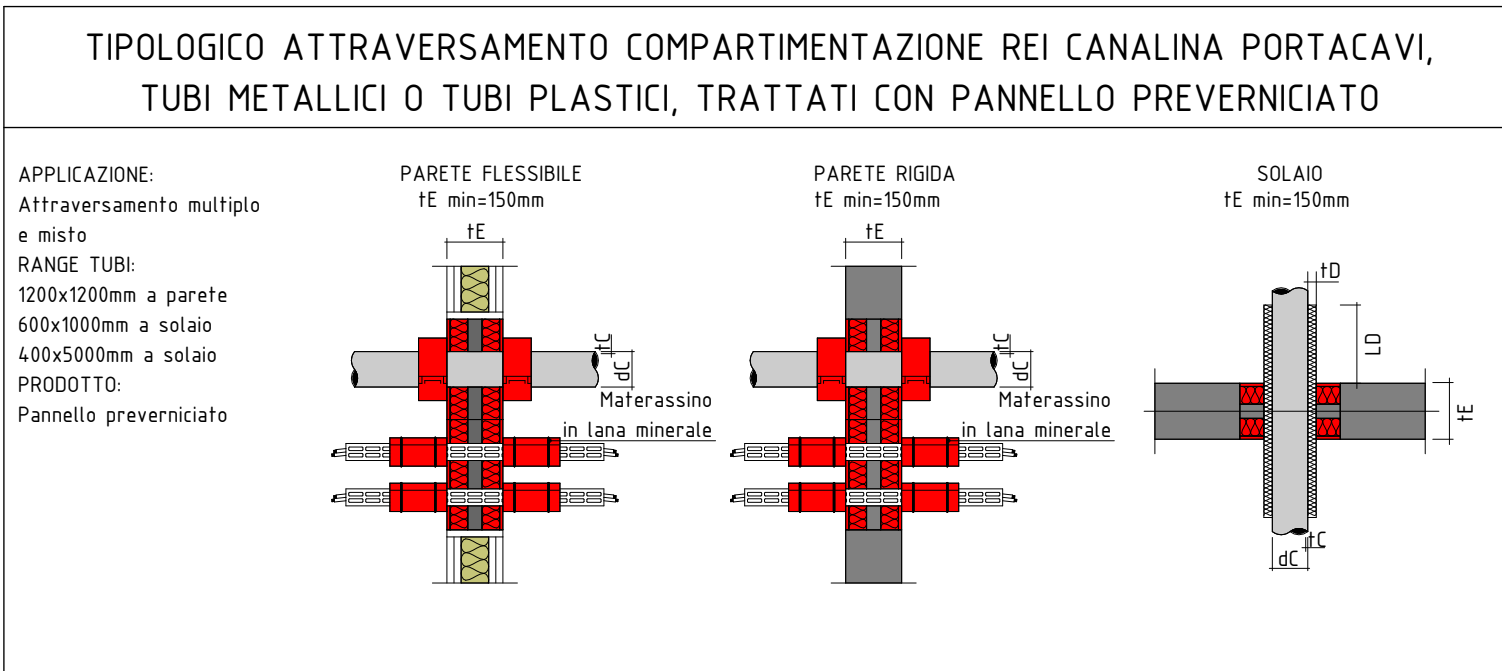 TIPOLOGICO ATTRAVERSAMENTO COMPARTIMENTAZIONE REI CANALINA PORTACAVI,
TUBI METALLICI O TUBI PLASTICI, TRATTATI CON PANNELLO PREVERNICIATO
APPLICAZIONE:
Attraversamento multiplo
e misto
RANGE TUBI:
1200x1200mm a parete
600x1000mm a solaio
400x5000mm a solaio
PRODOTTO:
Pannello preverniciato
PARETE FLESSIBILE
tE min=150mm
tE
tC
dC
Materassino
in lana minerale
PARETE RIGIDA
tE min=150mm
tE
tC
dC
Materassino
in lana minerale
SOLAIO
tE min=150mm
tD
LD
tE
tC
dC